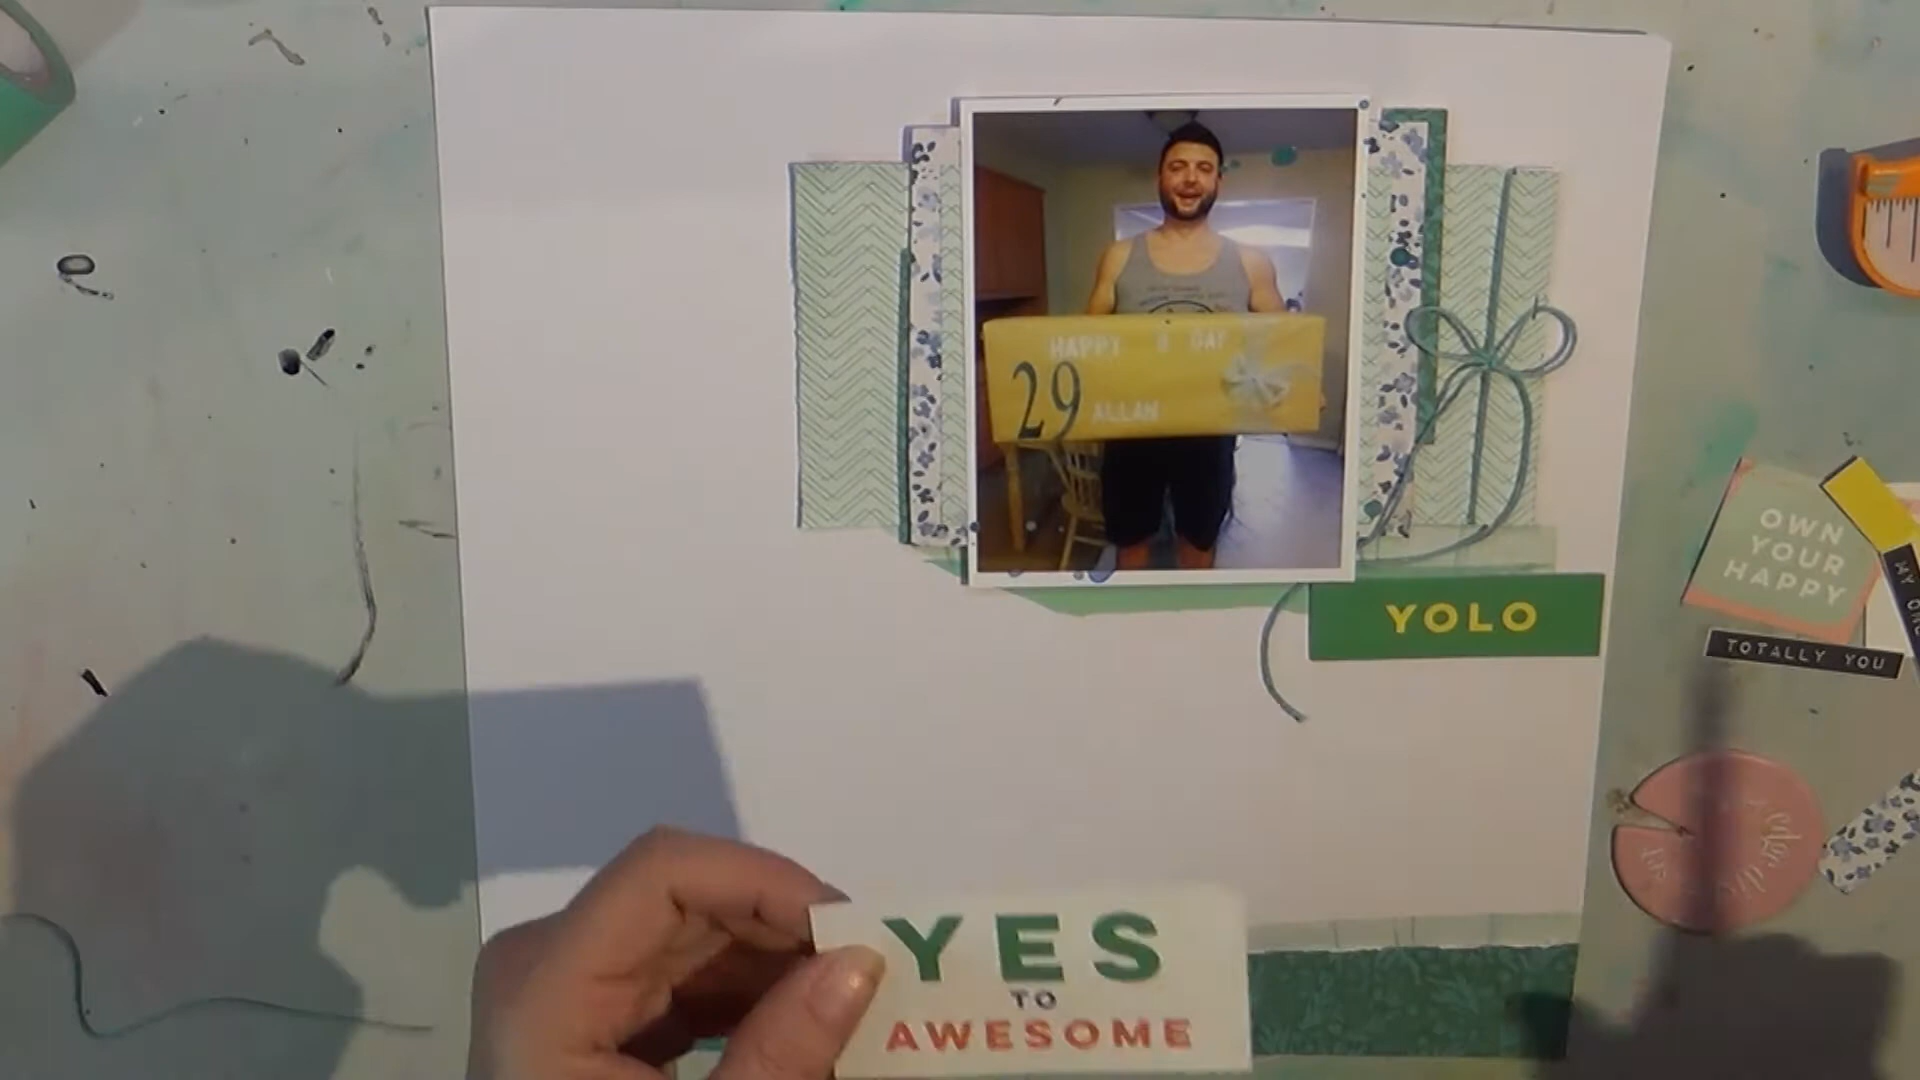 HAPPY B DAY
29
ALLAN
YOLO
OWN
YOUR
HAPPY
TOTALLY YOU
YES
TO
AWESOME